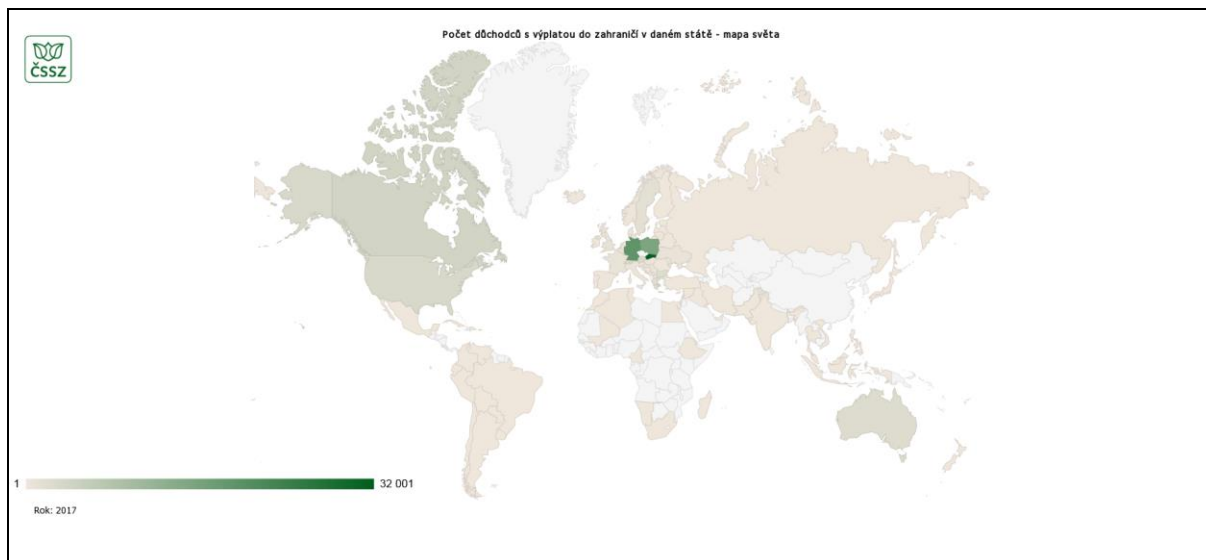 Počet důchodců s výplatou do zahraničí v daném státě - mapa světa
ČSSZ
1 32 001
Rok: 2017